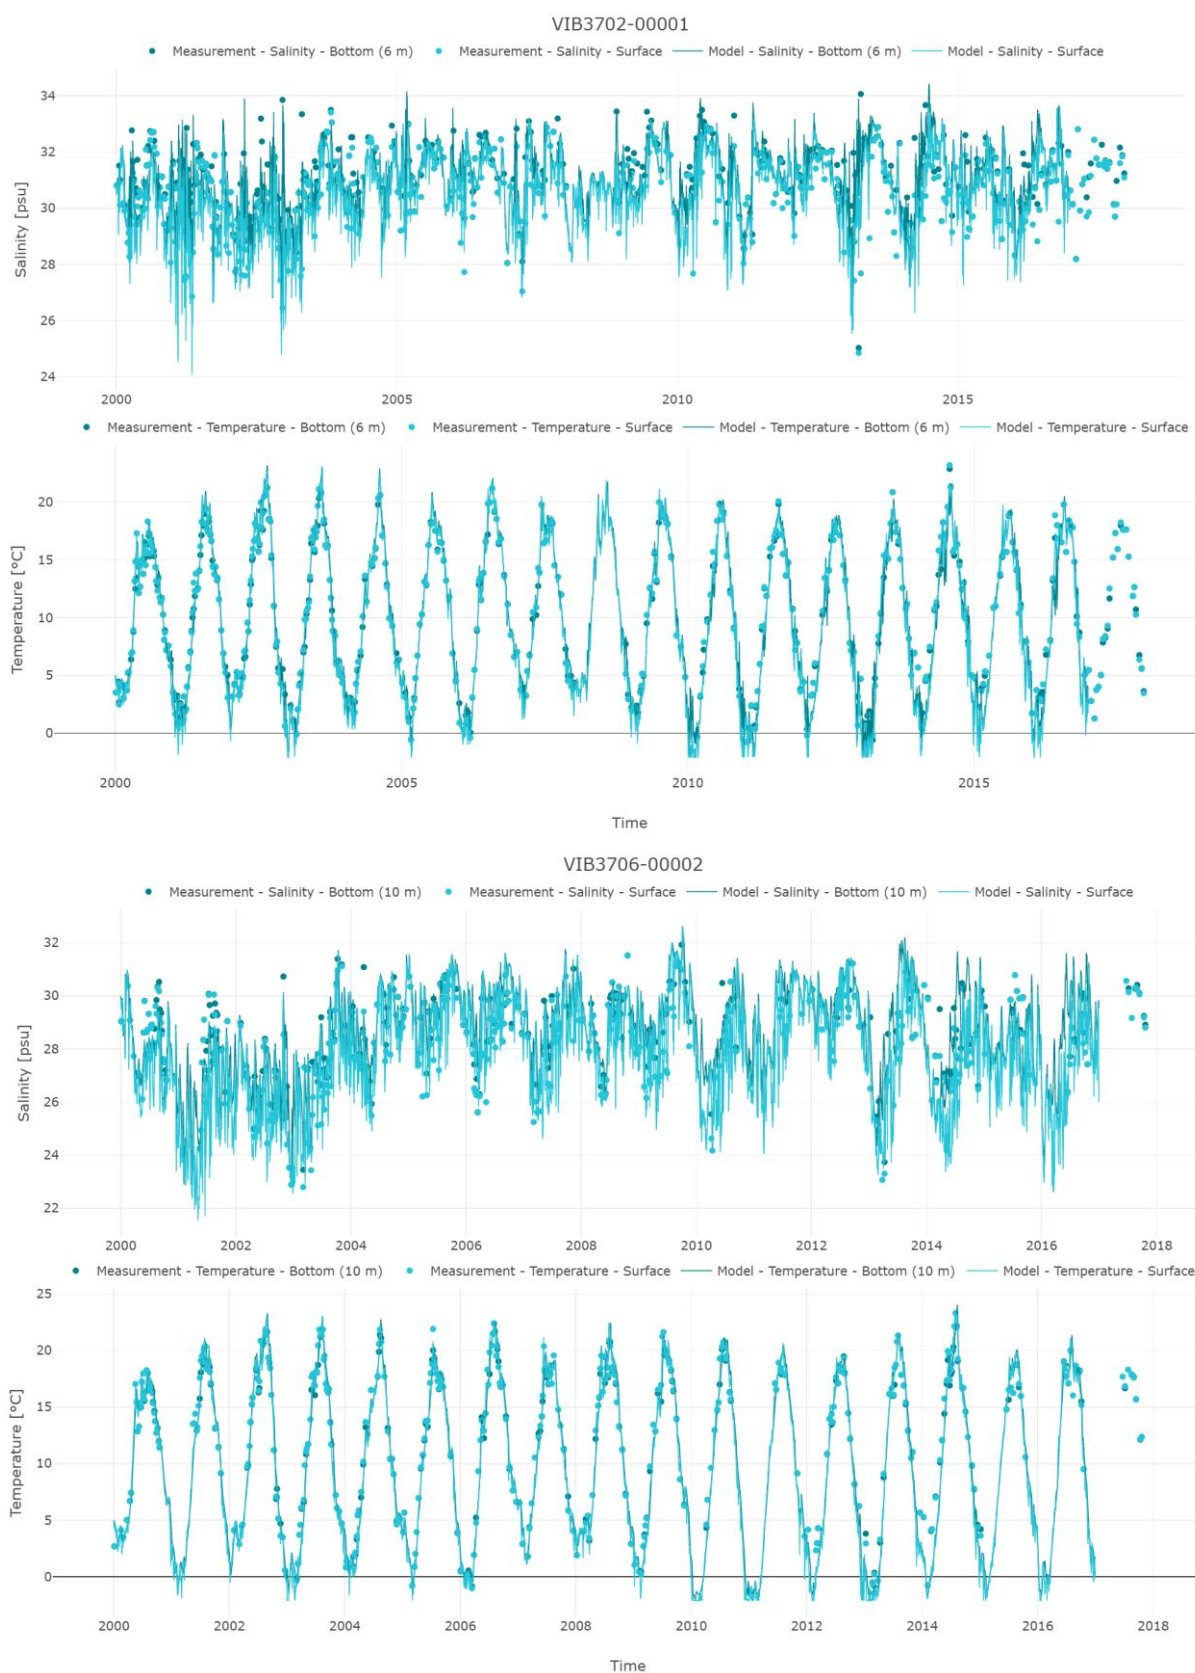 VIB3702-00001
Measurement - Salinity - Bottom (6 m) Measurement - Salinity - Surface Model - Salinity - Bottom (6 m) Model - Salinity - Surface
34
32
30
28
26
24
Salinity [psu]
2000 2005 2010 2015
Measurement - Temperature - Bottom (6 m) Measurement - Temperature - Surface Model - Temperature - Bottom (6 m) Model - Temperature - Surface
20
15
10
5
0
Temperature [°C]
2000 2005 2010 2015
Time
VIB3706-00002
Measurement - Salinity - Bottom (10 m) Measurement - Salinity - Surface Model - Salinity - Bottom (10 m) Model - Salinity - Surface
32
30
28
26
24
22
Salinity [psu]
2000 2002 2004 2006 2008 2010 2012 2014 2016 2018
Measurement - Temperature - Bottom (10 m) Measurement - Temperature - Surface Model - Temperature - Bottom (10 m) Model - Temperature - Surface
25
20
15
10
5
0
Temperature [°C]
2000 2002 2004 2006 2008 2010 2012 2014 2016 2018
Time